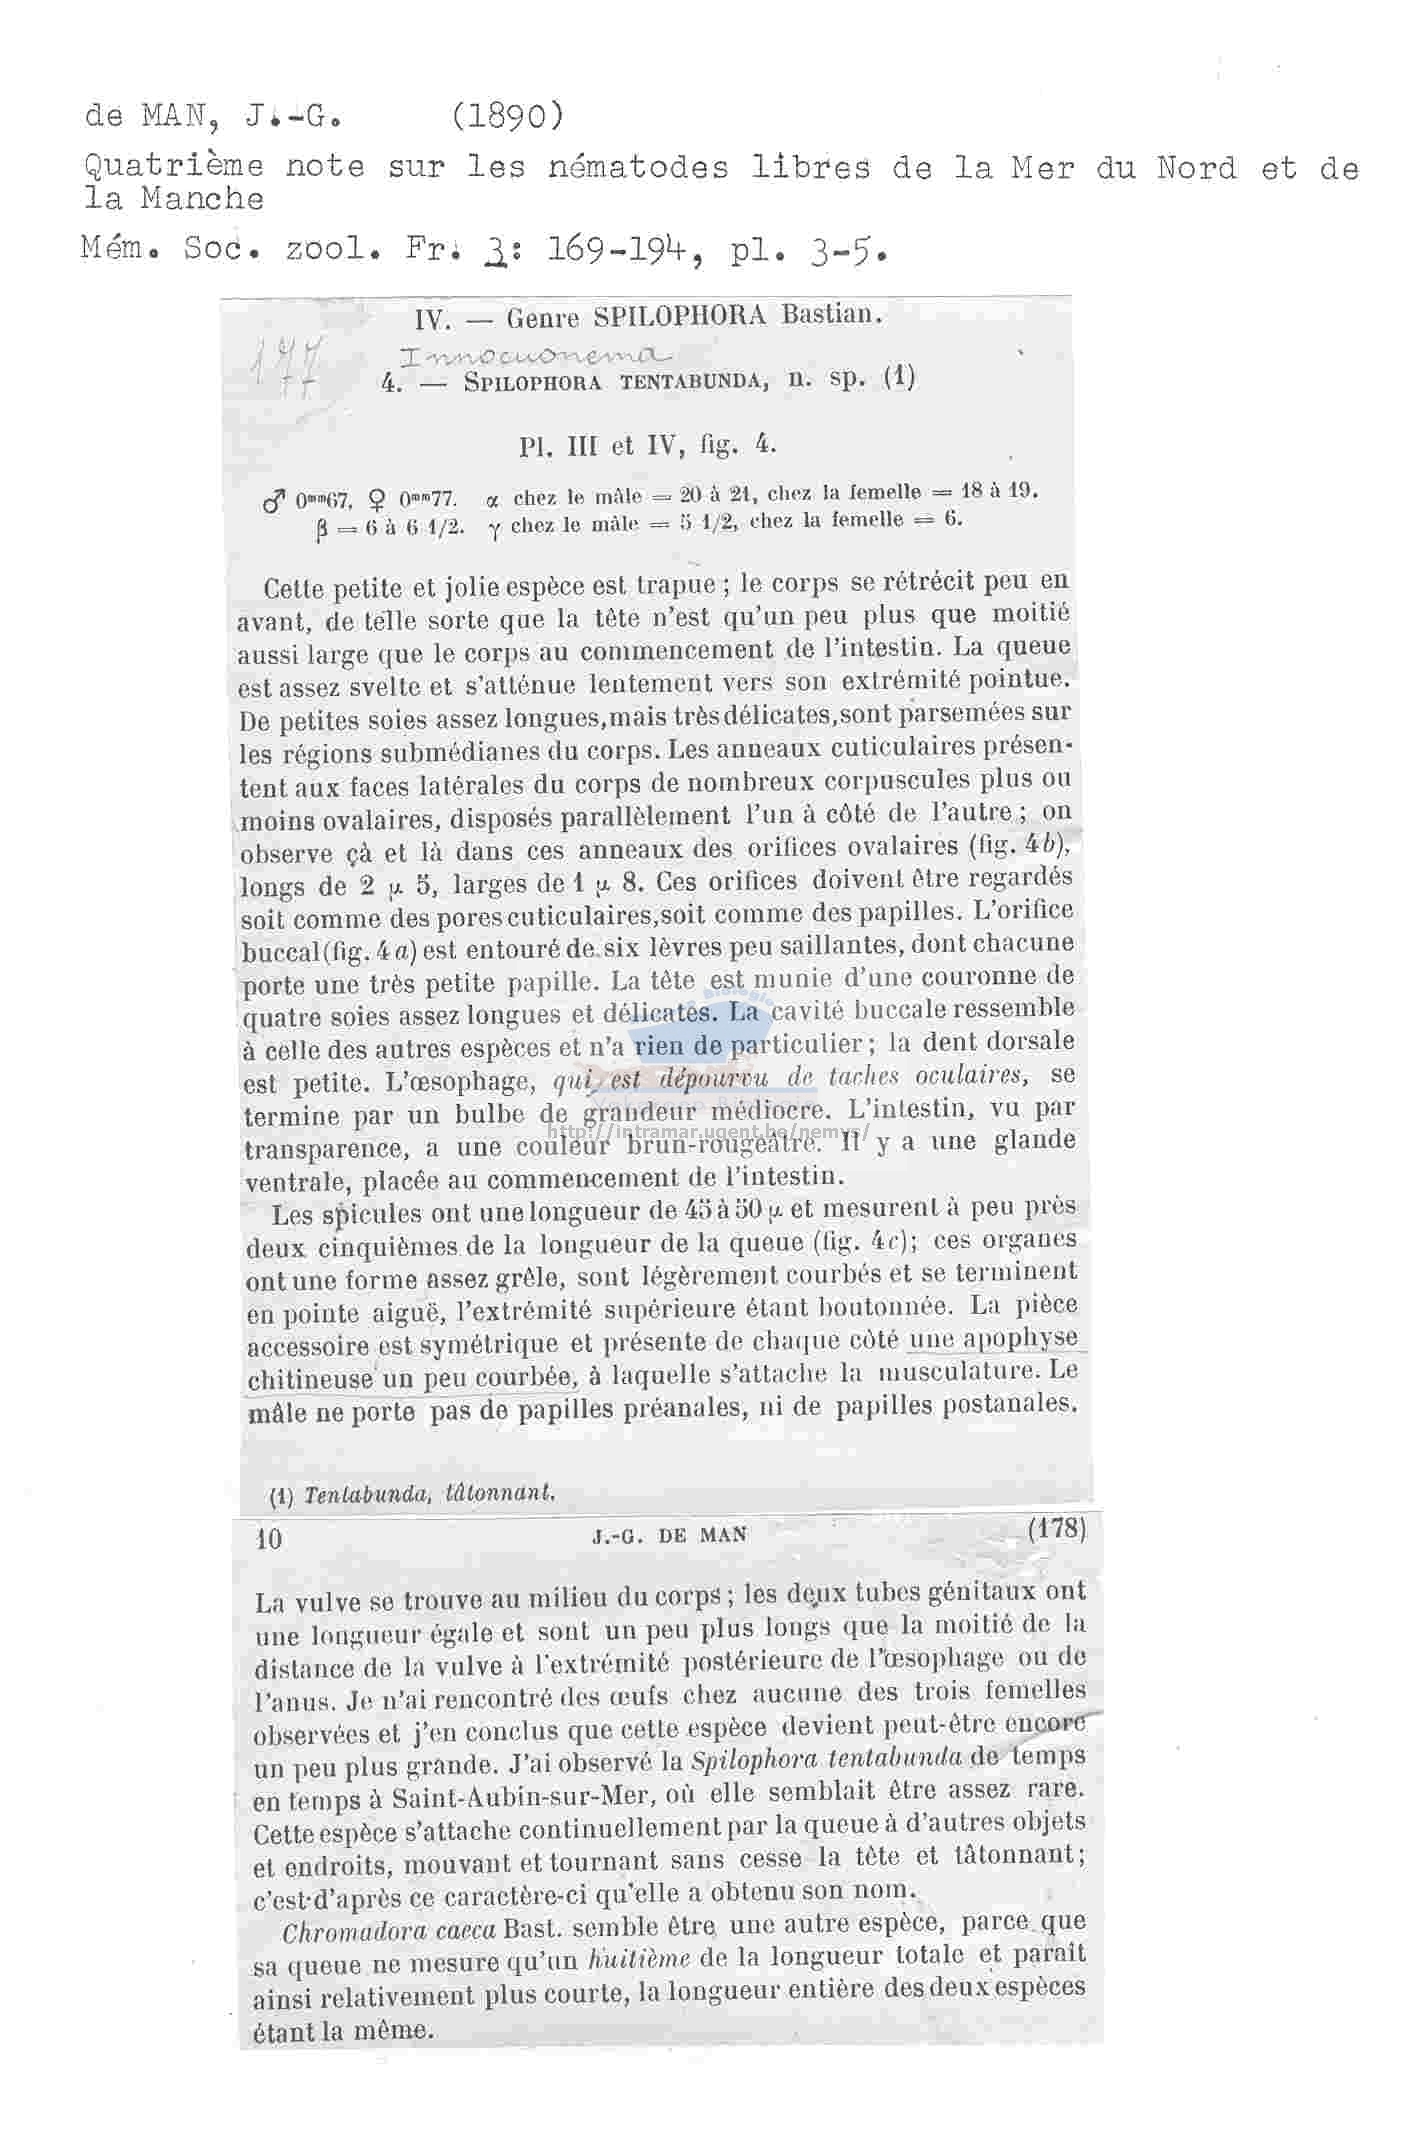 de MAN, J.-G. (1890)
Quatrième note sur les nématodes libres de la Mer du Nord et de
la Manche
Mém. Soc. zool. Fr. 3: 169-194, pl. 3-5.
IV. — Genre SPILOPHORA Bastian.
177 Innocuonema
4. — SPILOPHORA TENTABUNDA, n. sp. (1)
Pl. III et IV, fig. 4.
♂ 0ᵐᵐ67, ♀ 0ᵐᵐ77. α chez le mâle = 20 à 21, chez la femelle = 18 à 19.
β = 6 à 6 1/2. γ chez le mâle = 5 1/2, chez la femelle = 6.
Cette petite et jolie espèce est trapue ; le corps se rétrécit peu en
avant, de telle sorte que la tête n'est qu'un peu plus que moitié
aussi large que le corps au commencement de l'intestin. La queue
est assez svelte et s'atténue lentement vers son extrémité pointue.
De petites soies assez longues, mais très délicates, sont parsemées sur
les régions submédianes du corps. Les anneaux cuticulaires présen-
tent aux faces latérales du corps de nombreux corpuscules plus ou
moins ovalaires, disposés parallèlement l'un à côté de l'autre ; on
observe çà et là dans ces anneaux des orifices ovalaires (fig. 4b),
longs de 2 μ 5, larges de 1 μ 8. Ces orifices doivent être regardés
soit comme des pores cuticulaires, soit comme des papilles. L'orifice
buccal (fig. 4a) est entouré de six lèvres peu saillantes, dont chacune
porte une très petite papille. La tête est munie d'une couronne de
quatre soies assez longues et délicates. La cavité buccale ressemble
à celle des autres espèces et n'a rien de particulier ; la dent dorsale
est petite. L'œsophage, qui est dépourvu de taches oculaires, se
termine par un bulbe de grandeur médiocre. L'intestin, vu par
http://intramar.ugent.be/nemys/
transparence, a une couleur brun-rougeâtre. Il y a une glande
ventrale, placée au commencement de l'intestin.
Les spicules ont une longueur de 45 à 50 μ et mesurent à peu près
deux cinquièmes de la longueur de la queue (fig. 4c); ces organes
ont une forme assez grêle, sont légèrement courbés et se terminent
en pointe aiguë, l'extrémité supérieure étant boutonnée. La pièce
accessoire est symétrique et présente de chaque côté une apophyse
chitineuse un peu courbée, à laquelle s'attache la musculature. Le
mâle ne porte pas de papilles préanales, ni de papilles postanales.
(1) Tentabunda, tâtonnant.
10 J.-G. DE MAN (178)
La vulve se trouve au milieu du corps ; les deux tubes génitaux ont
une longueur égale et sont un peu plus longs que la moitié de la
distance de la vulve à l'extrémité postérieure de l'œsophage ou de
l'anus. Je n'ai rencontré des œufs chez aucune des trois femelles
observées et j'en conclus que cette espèce devient peut-être encore
un peu plus grande. J'ai observé la Spilophora tentabunda de temps
en temps à Saint-Aubin-sur-Mer, où elle semblait être assez rare.
Cette espèce s'attache continuellement par la queue à d'autres objets
et endroits, mouvant et tournant sans cesse la tête et tâtonnant ;
c'est d'après ce caractère-ci qu'elle a obtenu son nom.
Chromadora caeca Bast. semble être une autre espèce, parce que
sa queue ne mesure qu'un huitième de la longueur totale et paraît
ainsi relativement plus courte, la longueur entière des deux espèces
étant la même.